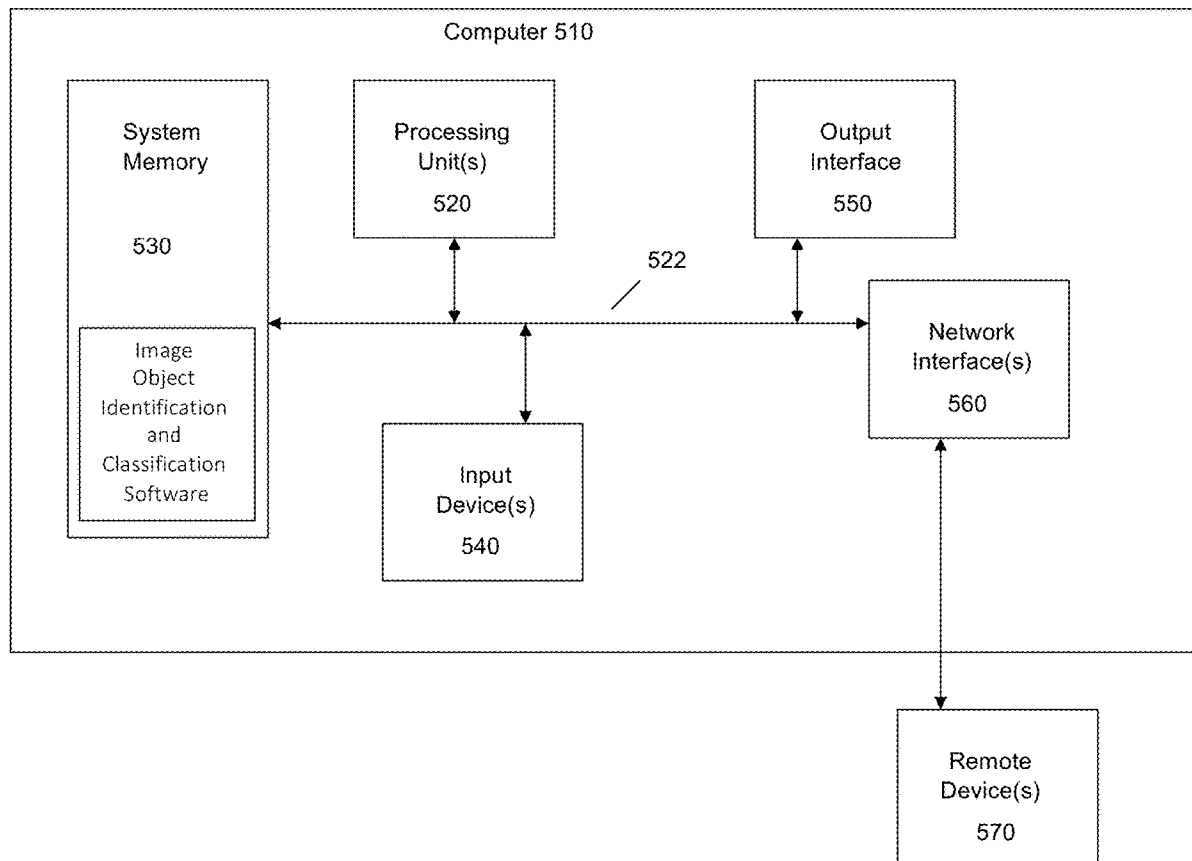 Computer 510
System
Memory
530
Image
Object
Identification
and
Classification
Software
Processing
Unit(s)
520
Output
Interface
550
522
Network
Interface(s)
560
Input
Device(s)
540
Remote
Device(s)
570